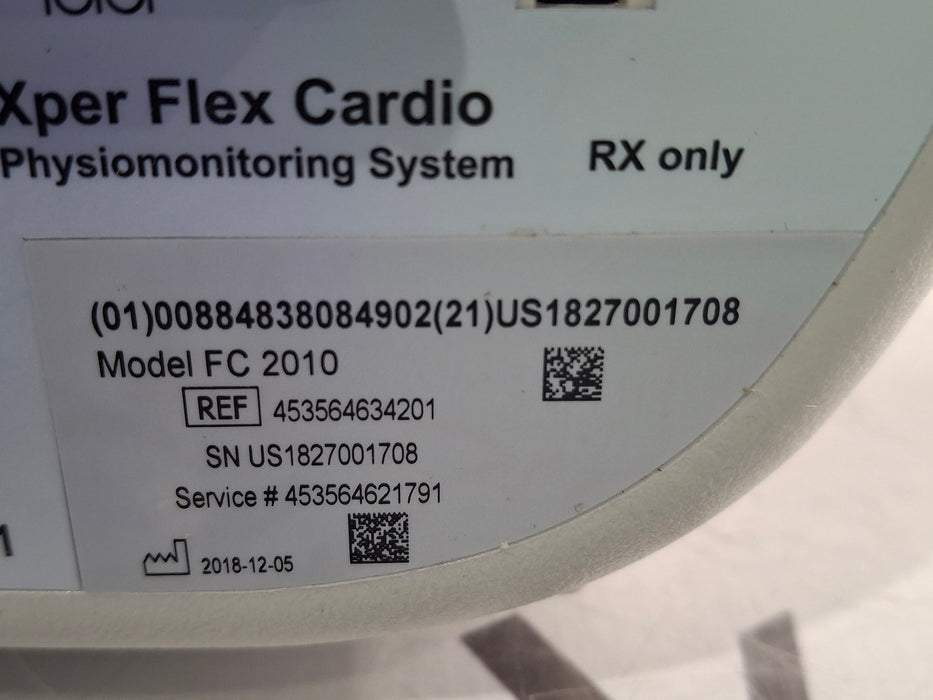 Xper Flex Cardio
Physiomonitoring System
RX only
(01)00884838084902(21)US1827001708
Model FC 2010
REF 453564634201
SN US1827001708
Service # 453564621791
2018-12-05
1